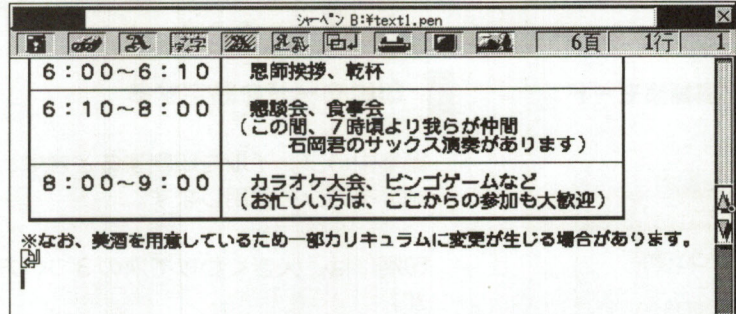 シャーペン B:¥text1.pen
6頁 1行 1
6：00～6：10 恩師挨拶、乾杯
6：10～8：00 懇談会、食事会
（この間、7時頃より我らが仲間
石岡君のサックス演奏があります）
8：00～9：00 カラオケ大会、ビンゴゲームなど
（お忙しい方は、ここからの参加も大歓迎）
※なお、美酒を用意しているため一部カリキュラムに変更が生じる場合があります。